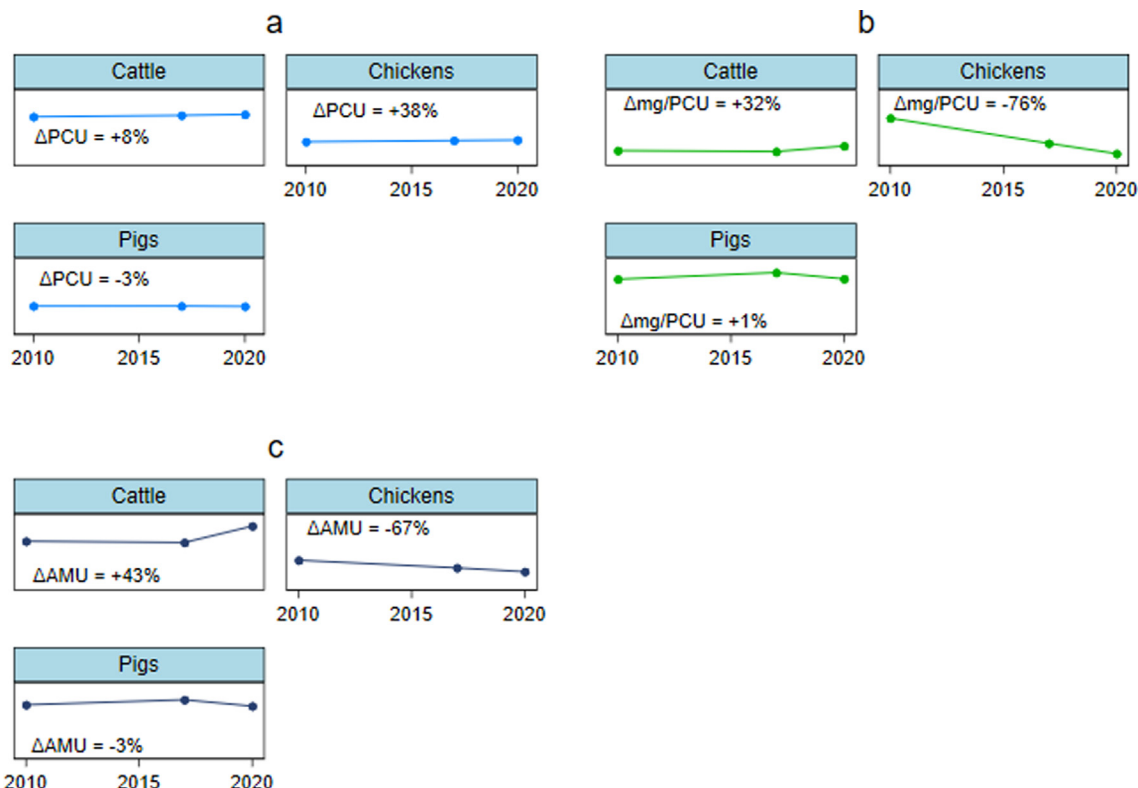 a
Cattle
ΔPCU = +8%
Chickens
ΔPCU = +38%
2010 2015 2020
Pigs
ΔPCU = -3%
2010 2015 2020
b
Cattle
Δmg/PCU = +32%
Chickens
Δmg/PCU = -76%
2010 2015 2020
Pigs
Δmg/PCU = +1%
2010 2015 2020
c
Cattle
ΔAMU = +43%
Chickens
ΔAMU = -67%
2010 2015 2020
Pigs
ΔAMU = -3%
2010 2015 2020